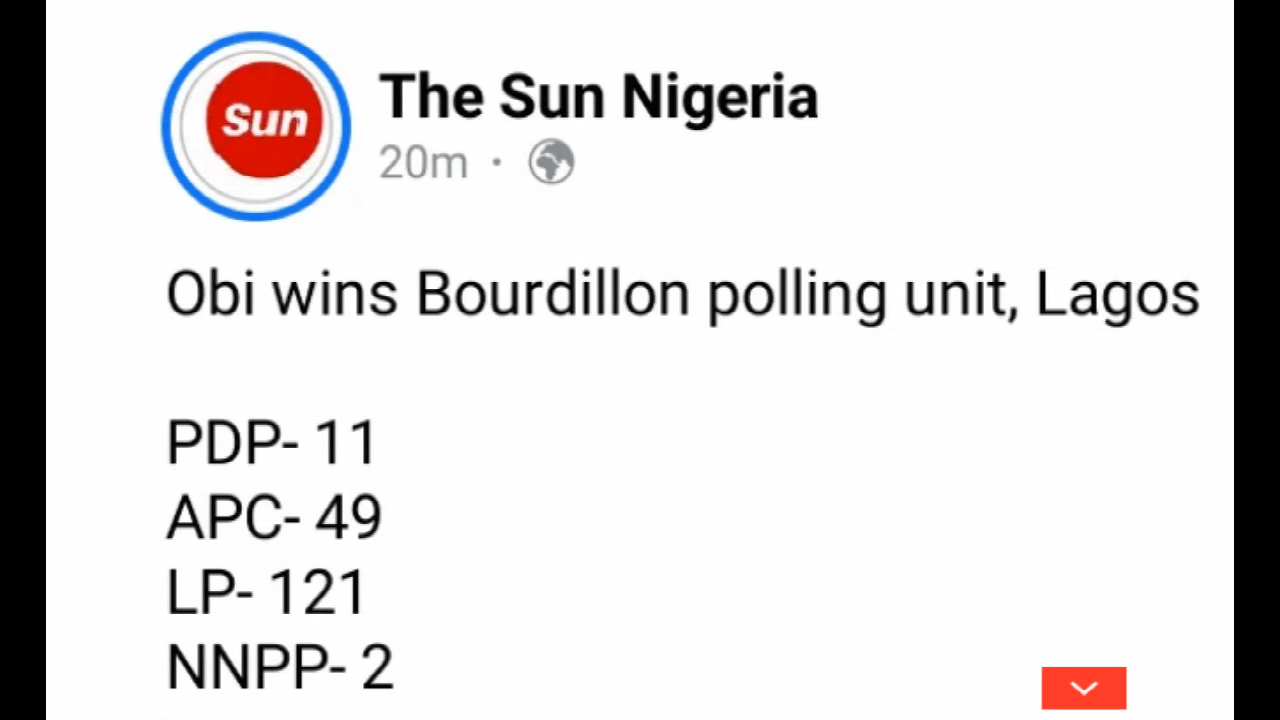 Sun
The Sun Nigeria
20m ·
Obi wins Bourdillon polling unit, Lagos
PDP- 11
APC- 49
LP- 121
NNPP- 2